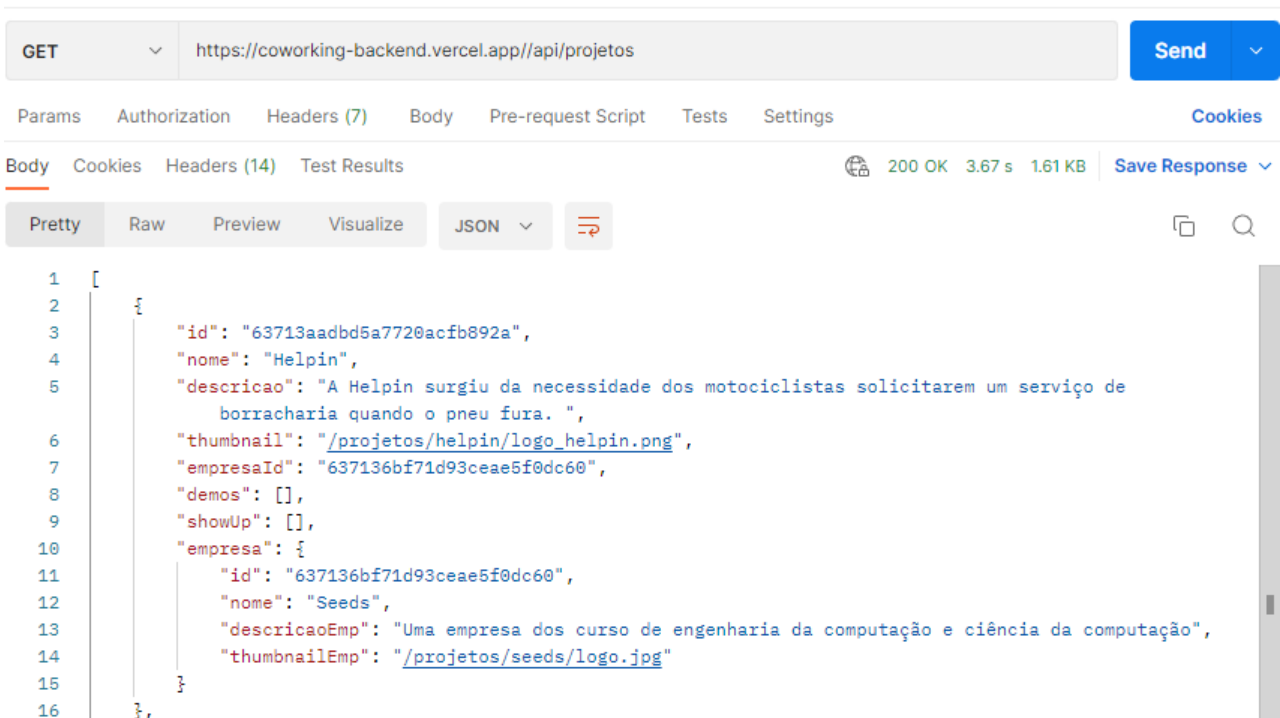 GET https://coworking-backend.vercel.app//api/projetos Send
Params Authorization Headers (7) Body Pre-request Script Tests Settings Cookies
Body Cookies Headers (14) Test Results 200 OK 3.67 s 1.61 KB Save Response
Pretty Raw Preview Visualize JSON
1 [
2 {
3 "id": "63713aadbd5a7720acfb892a",
4 "nome": "Helpin",
5 "descricao": "A Helpin surgiu da necessidade dos motociclistas solicitarem um serviço de
borracharia quando o pneu fura. ",
6 "thumbnail": "/projetos/helpin/logo_helpin.png",
7 "empresaId": "637136bf71d93ceae5f0dc60",
8 "demos": [],
9 "showUp": [],
10 "empresa": {
11 "id": "637136bf71d93ceae5f0dc60",
12 "nome": "Seeds",
13 "descricaoEmp": "Uma empresa dos curso de engenharia da computação e ciência da computação",
14 "thumbnailEmp": "/projetos/seeds/logo.jpg"
15 }
16 },